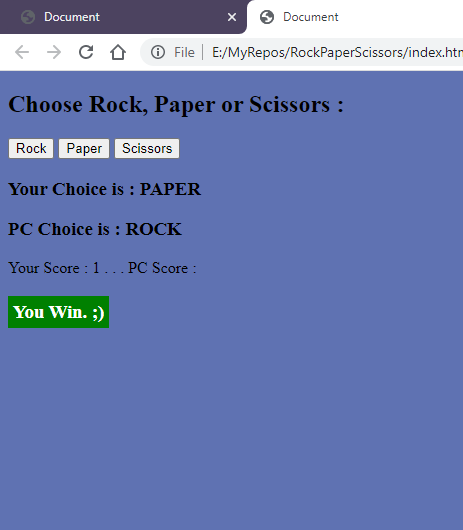 Document
Document
File | E:/MyRepos/RockPaperScissors/index.htm
Choose Rock, Paper or Scissors :
Rock Paper Scissors
Your Choice is : PAPER
PC Choice is : ROCK
Your Score : 1 . . . PC Score :
You Win. ;)